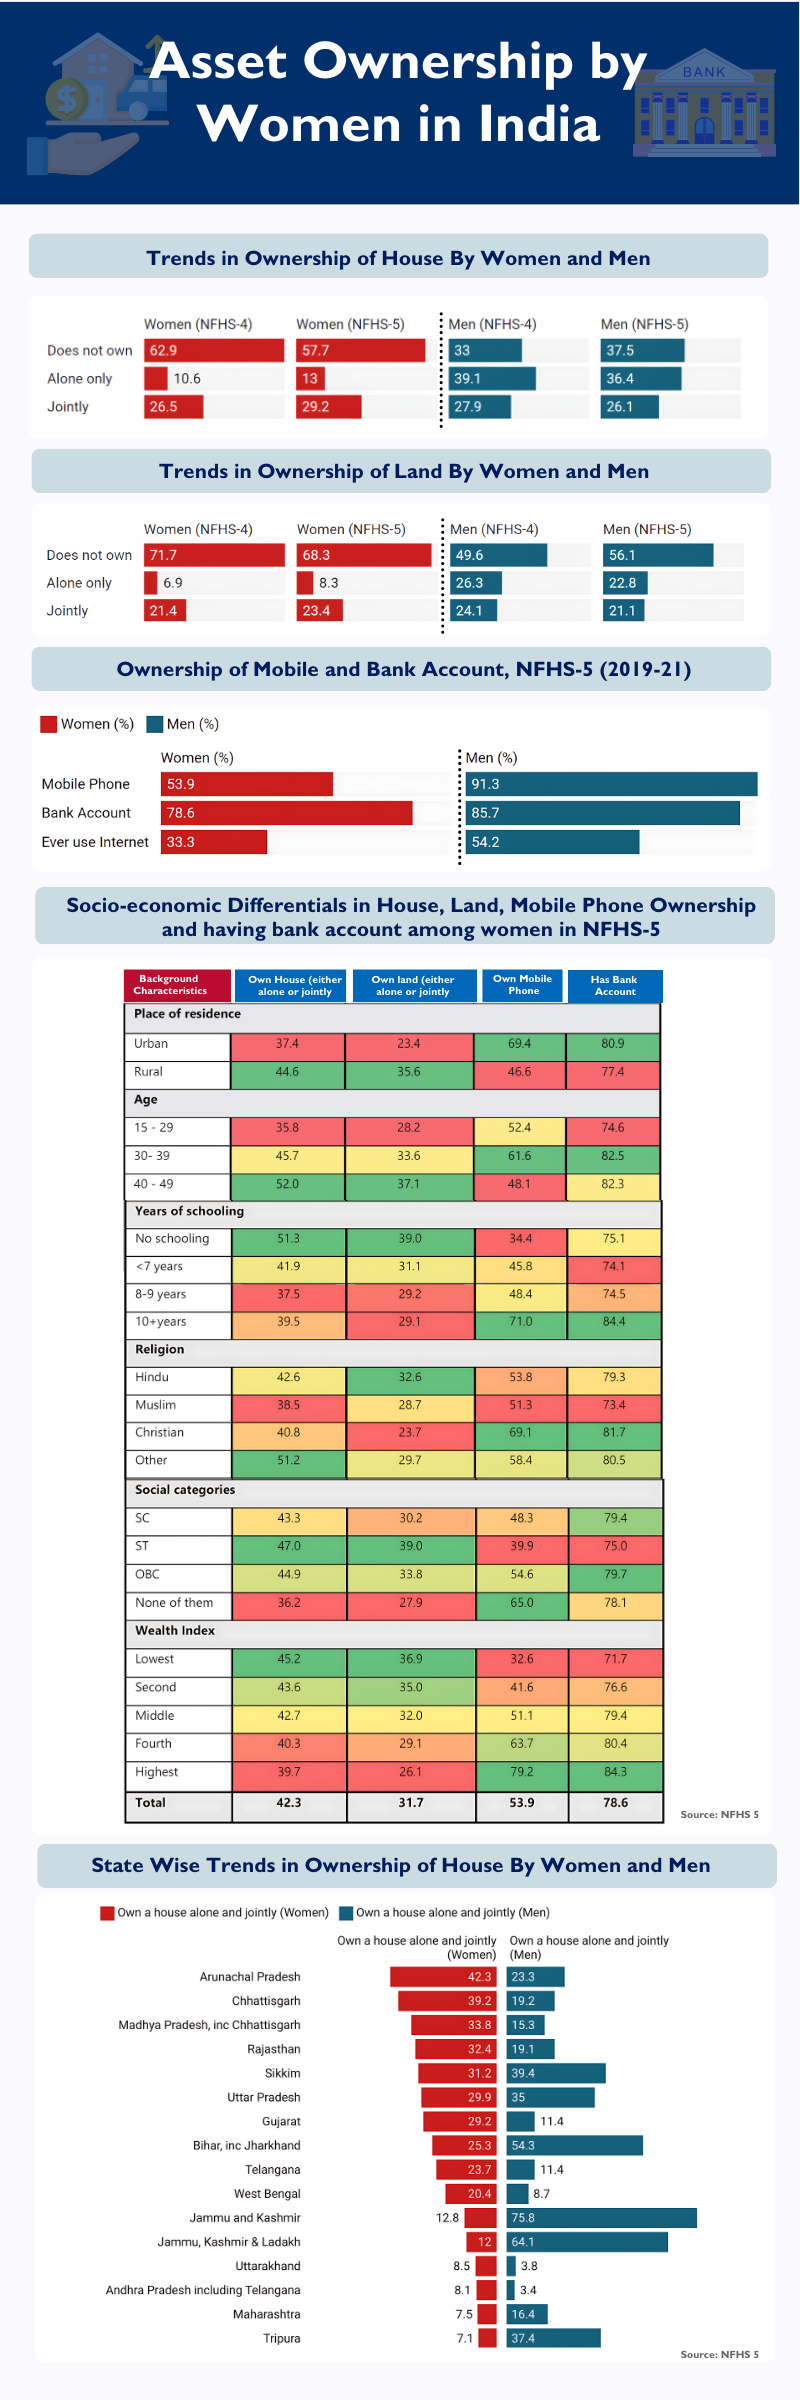 Asset Ownership by
Women in India
BANK
Trends in Ownership of House By Women and Men
Women (NFHS-4) Women (NFHS-5) Men (NFHS-4) Men (NFHS-5)
Does not own 62.9 57.7 33 37.5
Alone only 10.6 13 39.1 36.4
Jointly 26.5 29.2 27.9 26.1
Trends in Ownership of Land By Women and Men
Women (NFHS-4) Women (NFHS-5) Men (NFHS-4) Men (NFHS-5)
Does not own 71.7 68.3 49.6 56.1
Alone only 6.9 8.3 26.3 22.8
Jointly 21.4 23.4 24.1 21.1
Ownership of Mobile and Bank Account, NFHS-5 (2019-21)
Women (%) Men (%)
Women (%) Men (%)
Mobile Phone 53.9 91.3
Bank Account 78.6 85.7
Ever use Internet 33.3 54.2
Socio-economic Differentials in House, Land, Mobile Phone Ownership
and having bank account among women in NFHS-5
Background Own House (either Own land (either Own Mobile Has Bank
Characteristics alone or jointly alone or jointly Phone Account
Place of residence
Urban 37.4 23.4 69.4 80.9
Rural 44.6 35.6 46.6 77.4
Age
15 - 29 35.8 28.2 52.4 74.6
30- 39 45.7 33.6 61.6 82.5
40 - 49 52.0 37.1 48.1 82.3
Years of schooling
No schooling 51.3 39.0 34.4 75.1
<7 years 41.9 31.1 45.8 74.1
8-9 years 37.5 29.2 48.4 74.5
10+years 39.5 29.1 71.0 84.4
Religion
Hindu 42.6 32.6 53.8 79.3
Muslim 38.5 28.7 51.3 73.4
Christian 40.8 23.7 69.1 81.7
Other 51.2 29.7 58.4 80.5
Social categories
SC 43.3 30.2 48.3 79.4
ST 47.0 39.0 39.9 75.0
OBC 44.9 33.8 54.6 79.7
None of them 36.2 27.9 65.0 78.1
Wealth Index
Lowest 45.2 36.9 32.6 71.7
Second 43.6 35.0 41.6 76.6
Middle 42.7 32.0 51.1 79.4
Fourth 40.3 29.1 63.7 80.4
Highest 39.7 26.1 79.2 84.3
Total 42.3 31.7 53.9 78.6
Source: NFHS 5
State Wise Trends in Ownership of House By Women and Men
Own a house alone and jointly (Women) Own a house alone and jointly (Men)
Own a house alone and jointly Own a house alone and jointly
(Women) (Men)
Arunachal Pradesh 42.3 23.3
Chhattisgarh 39.2 19.2
Madhya Pradesh, inc Chhattisgarh 33.8 15.3
Rajasthan 32.4 19.1
Sikkim 31.2 39.4
Uttar Pradesh 29.9 35
Gujarat 29.2 11.4
Bihar, inc Jharkhand 25.3 54.3
Telangana 23.7 11.4
West Bengal 20.4 8.7
Jammu and Kashmir 12.8 75.8
Jammu, Kashmir & Ladakh 12 64.1
Uttarakhand 8.5 3.8
Andhra Pradesh including Telangana 8.1 3.4
Maharashtra 7.5 16.4
Tripura 7.1 37.4
Source: NFHS 5